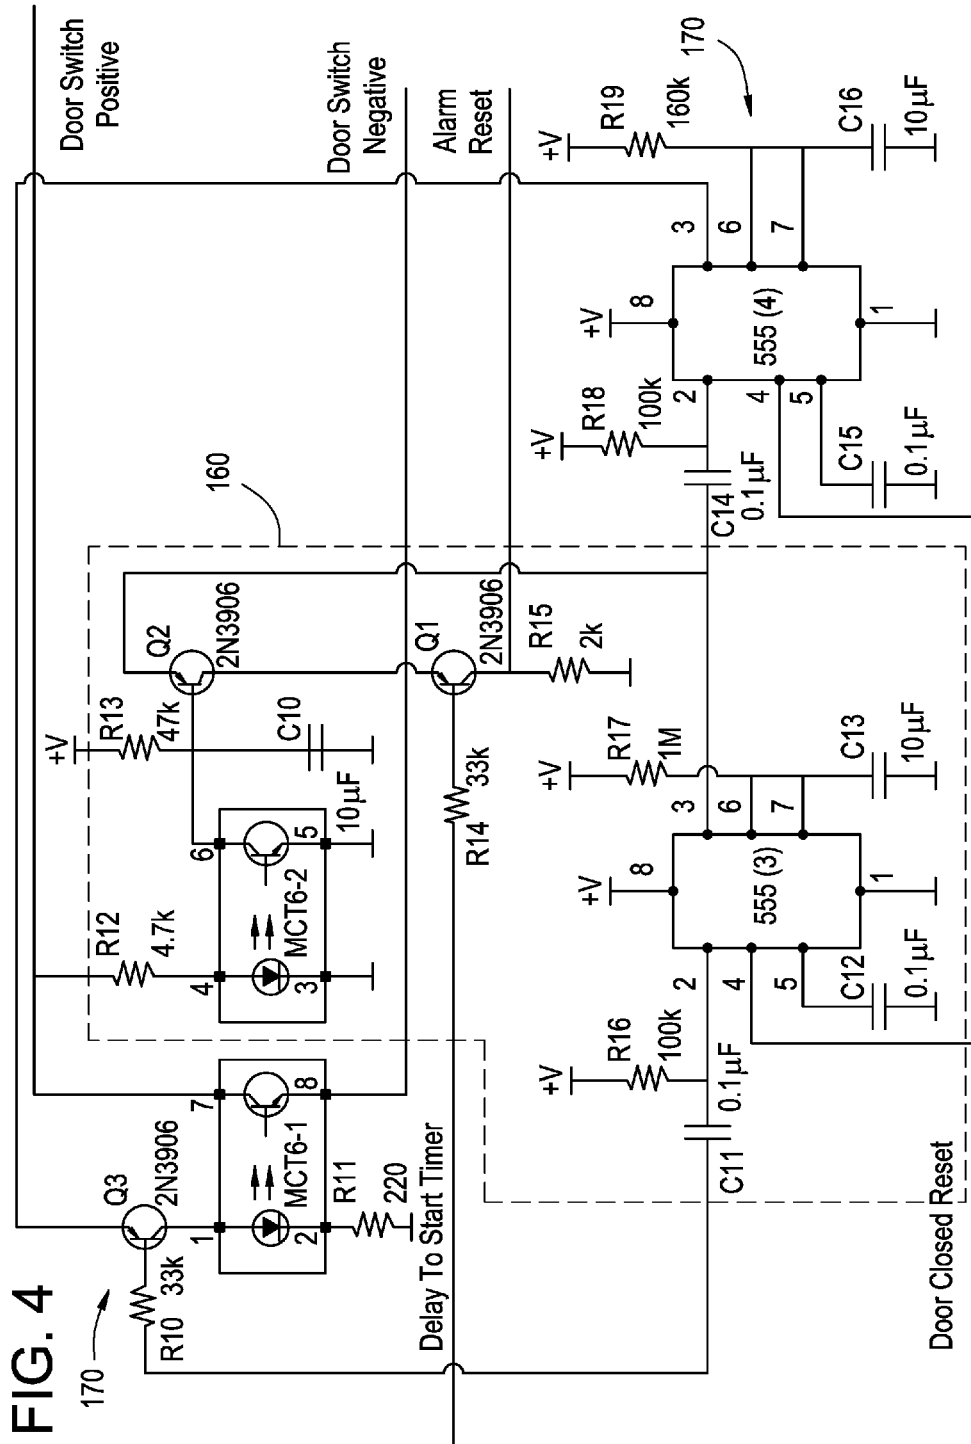 FIG. 4
170
Door Switch
Positive
Door Switch
Negative
Alarm
Reset
170
160
Q3
2N3906
R10
33k
7
8
1
2
MCT6-1
R11
220
Delay To Start Timer
R12
4.7k
4
3
MCT6-2
6
5
10µF
+V
R13
47k
C10
Q2
2N3906
Q1
2N3906
R14
33k
R15
2k
+V
R16
100k
0.1µF
C11
2
4
5
C12
0.1µF
+V
8
555 (3)
1
3
6
7
+V
R17
1M
C13
10µF
Door Closed Reset
C14
0.1µF
+V
R18
100k
2
4
5
C15
0.1µF
+V
8
555 (4)
1
3
6
7
+V
R19
160k
C16
10µF